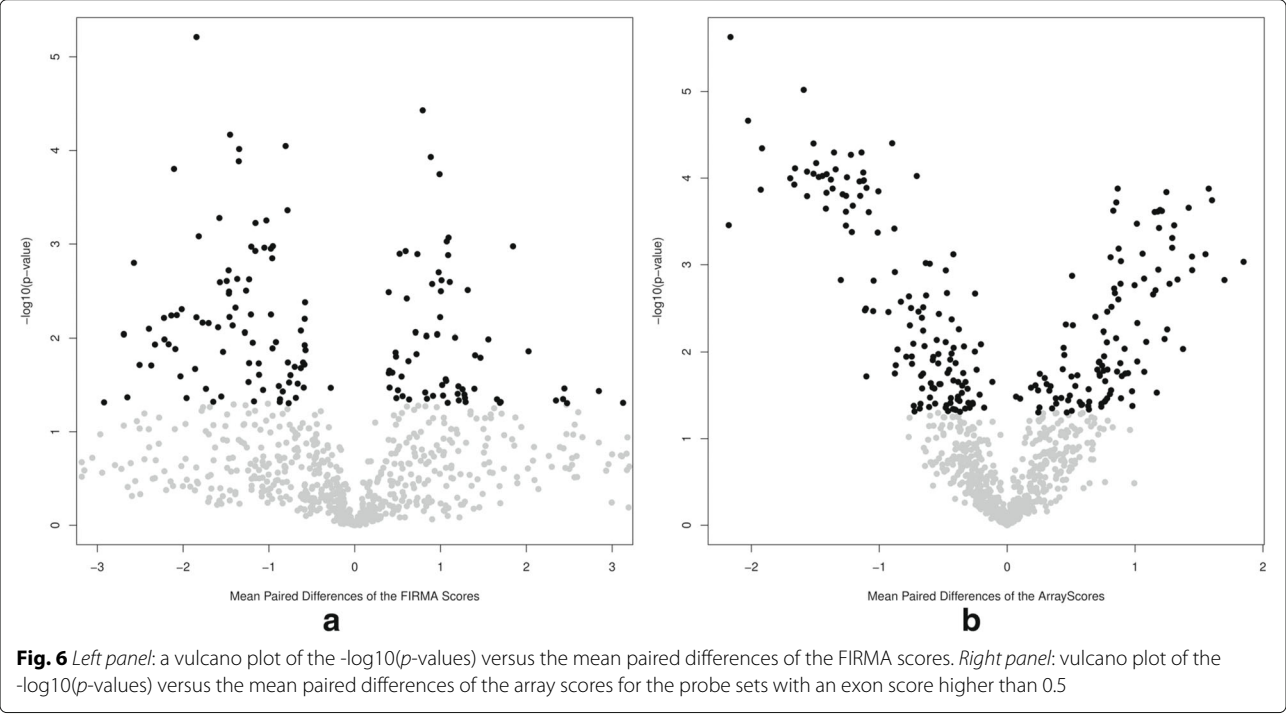 5
4
3
2
1
0
-log10(p-value)
−3 −2 −1 0 1 2 3
Mean Paired Differences of the FIRMA Scores
a
5
4
3
2
1
0
-log10(p-value)
−2 −1 0 1 2
Mean Paired Differences of the ArrayScores
b
Fig. 6 Left panel: a vulcano plot of the -log10(p-values) versus the mean paired differences of the FIRMA scores. Right panel: vulcano plot of the
-log10(p-values) versus the mean paired differences of the array scores for the probe sets with an exon score higher than 0.5